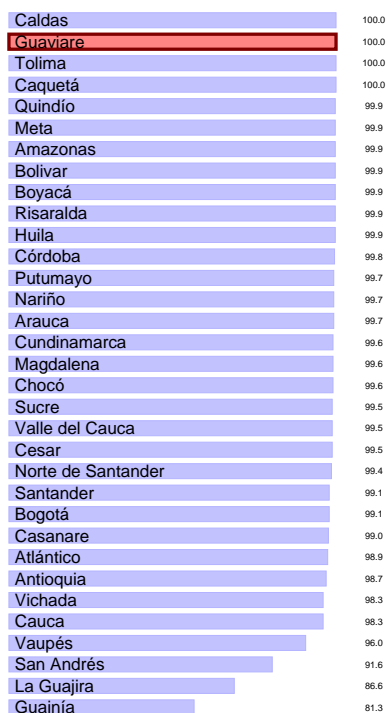 Caldas 100.0
Guaviare 100.0
Tolima 100.0
Caquetá 100.0
Quindío 99.9
Meta 99.9
Amazonas 99.9
Bolivar 99.9
Boyacá 99.9
Risaralda 99.9
Huila 99.9
Córdoba 99.8
Putumayo 99.7
Nariño 99.7
Arauca 99.7
Cundinamarca 99.6
Magdalena 99.6
Chocó 99.6
Sucre 99.5
Valle del Cauca 99.5
Cesar 99.5
Norte de Santander 99.4
Santander 99.1
Bogotá 99.1
Casanare 99.0
Atlántico 98.9
Antioquia 98.7
Vichada 98.3
Cauca 98.3
Vaupés 96.0
San Andrés 91.6
La Guajira 86.6
Guainía 81.3